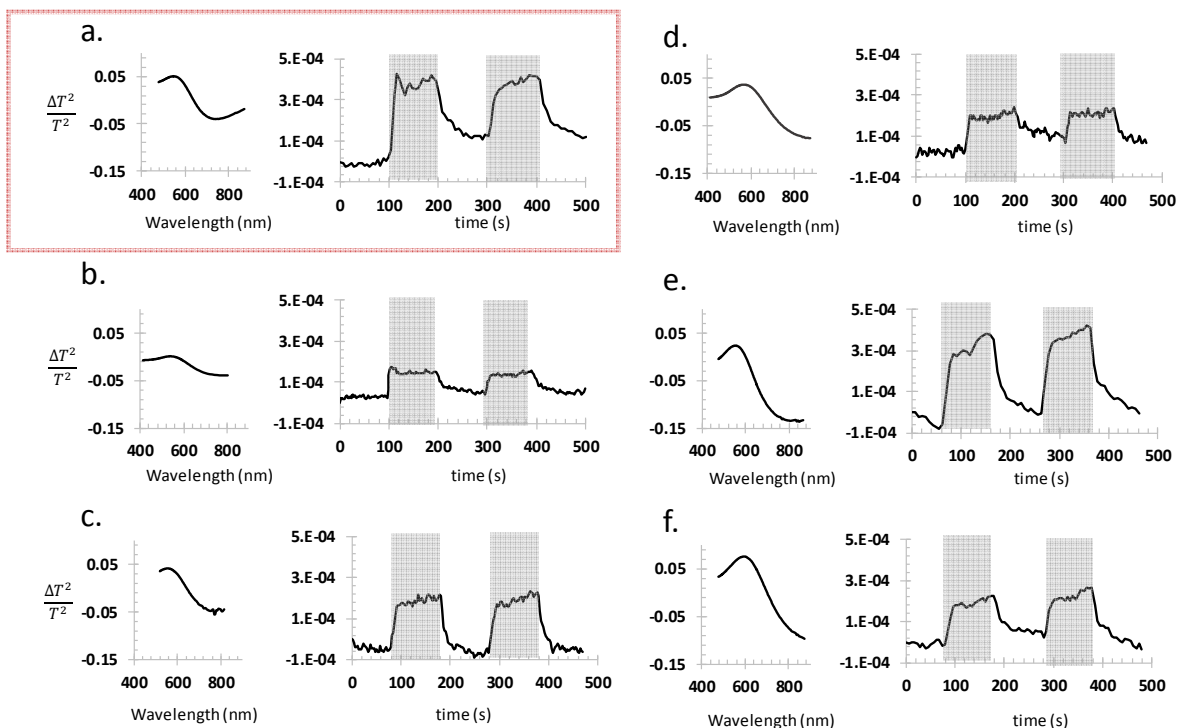 a.
ΔT²
T²
0.05
-0.05
-0.15
400 600 800
Wavelength (nm)
5.E-04
3.E-04
1.E-04
-1.E-04
0 100 200 300 400 500
time (s)
d.
0.05
-0.05
-0.15
400 600 800
Wavelength (nm)
5.E-04
3.E-04
1.E-04
-1.E-04
0 100 200 300 400 500
time (s)
b.
ΔT²
T²
0.05
-0.05
-0.15
400 600 800
Wavelength (nm)
5.E-04
3.E-04
1.E-04
-1.E-04
0 100 200 300 400 500
time (s)
e.
0.05
-0.05
-0.15
400 600 800
Wavelength (nm)
5.E-04
3.E-04
1.E-04
-1.E-04
0 100 200 300 400 500
time (s)
c.
ΔT²
T²
0.05
-0.05
-0.15
400 600 800
Wavelength (nm)
5.E-04
3.E-04
1.E-04
-1.E-04
0 100 200 300 400 500
time (s)
f.
0.05
-0.05
-0.15
400 600 800
Wavelength (nm)
5.E-04
3.E-04
1.E-04
-1.E-04
0 100 200 300 400 500
time (s)